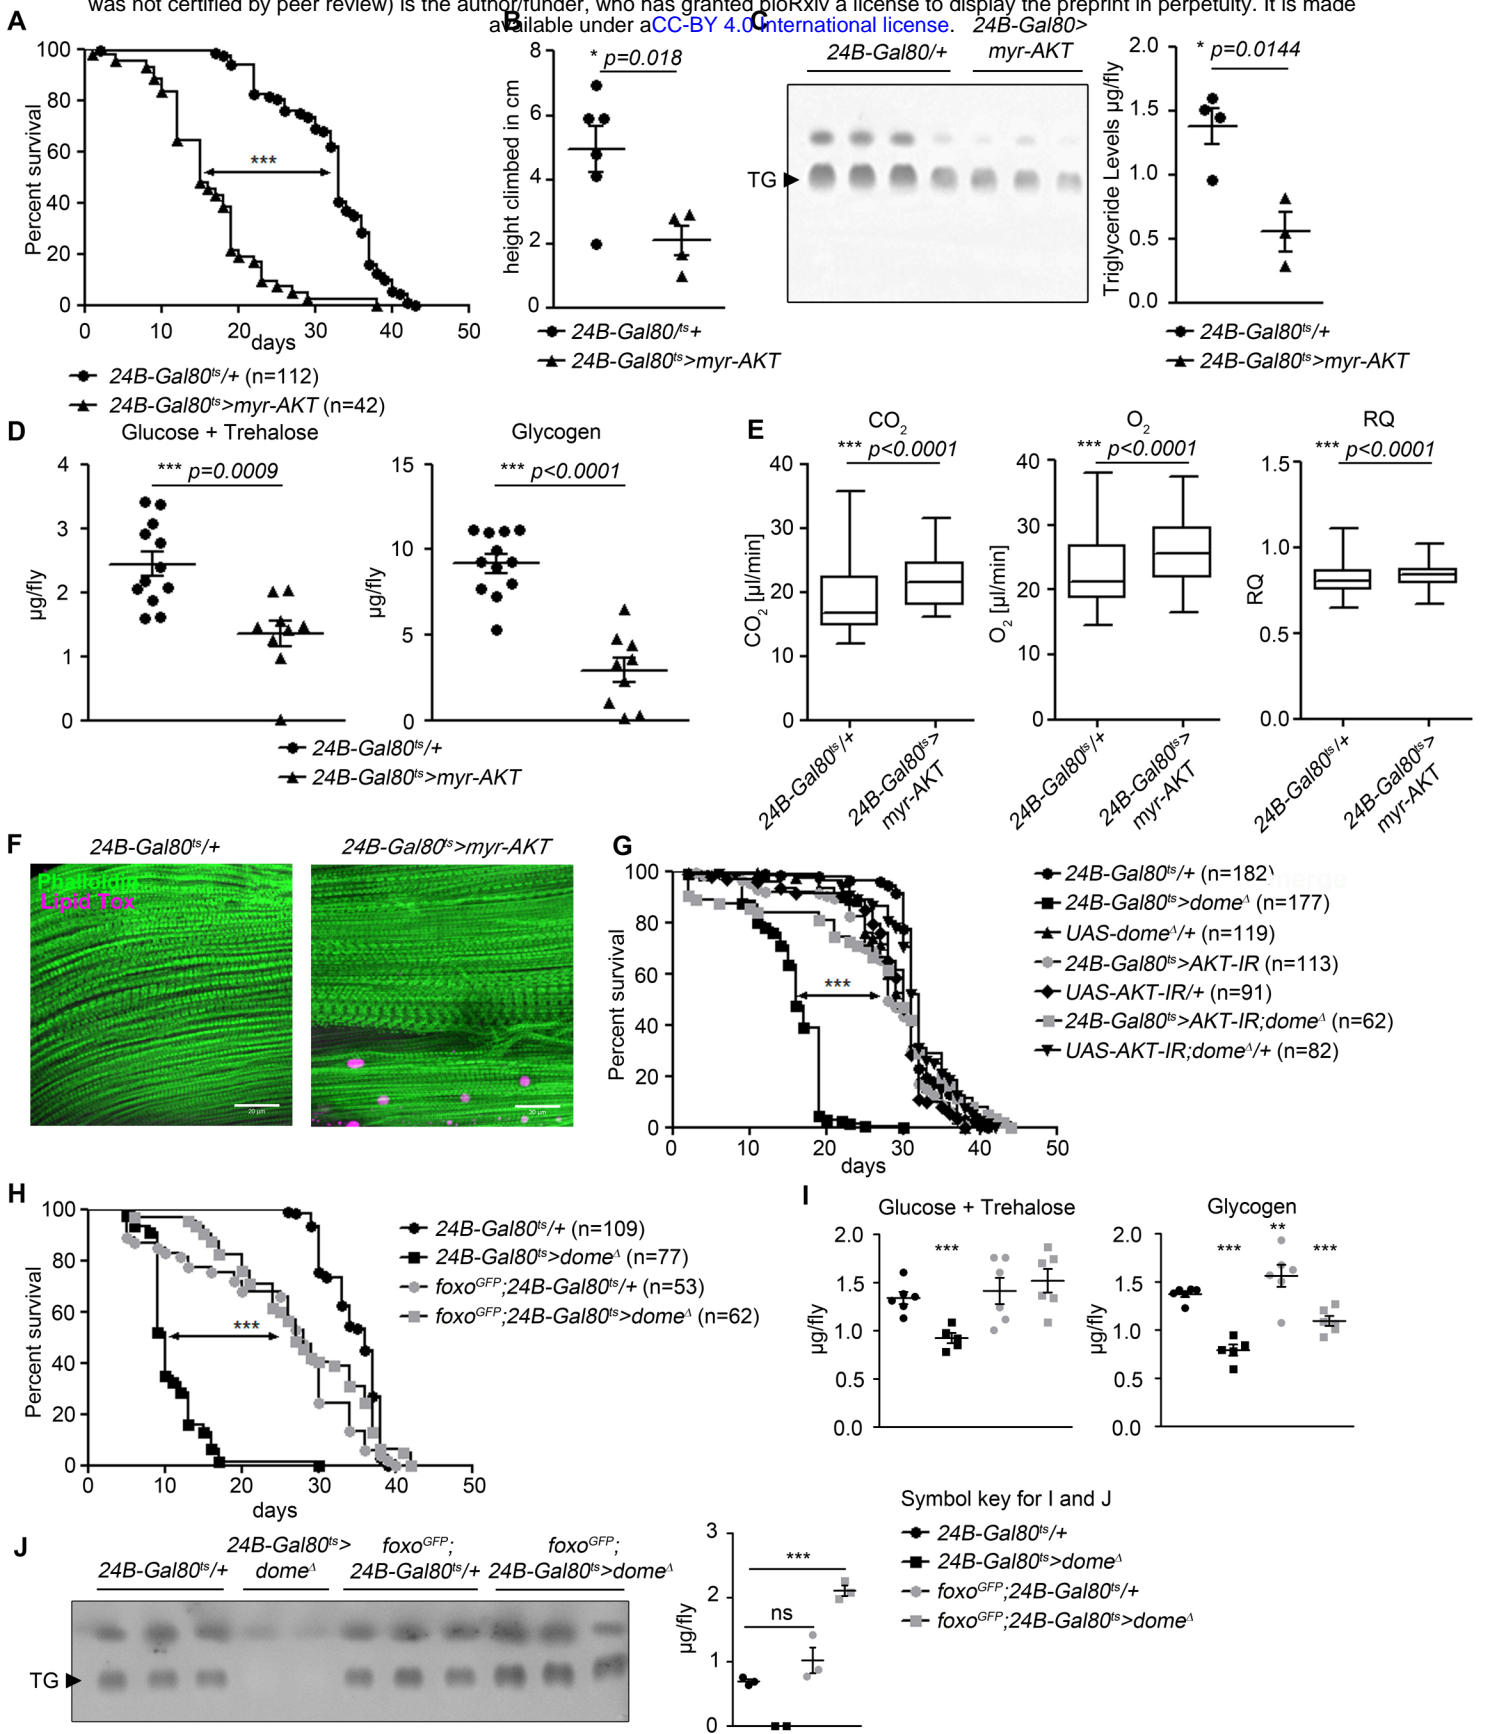 was not certified by peer review) is the author/funder, who has granted bioRxiv a license to display the preprint in perpetuity. It is made
available under aCC-BY 4.0 International license.
A
100
80
60
40
20
0
Percent survival
***
0 10 20 30 40 50
days
24B-Gal80ts/+ (n=112)
24B-Gal80ts>myr-AKT (n=42)
B
8
6
4
2
0
height climbed in cm
* p=0.018
24B-Gal80/ts+
24B-Gal80ts>myr-AKT
C
24B-Gal80/+
24B-Gal80>
myr-AKT
TG
2.0
1.5
1.0
0.5
0.0
Triglyceride Levels µg/fly
* p=0.0144
24B-Gal80ts/+
24B-Gal80ts>myr-AKT
D
Glucose + Trehalose
4
3
2
1
0
µg/fly
*** p=0.0009
Glycogen
15
10
5
0
µg/fly
*** p<0.0001
24B-Gal80ts/+
24B-Gal80ts>myr-AKT
E
CO2
*** p<0.0001
40
30
20
10
0
CO2 [µl/min]
24B-Gal80ts/+
24B-Gal80ts>
myr-AKT
O2
*** p<0.0001
40
30
20
10
0
O2 [µl/min]
24B-Gal80ts/+
24B-Gal80ts>
myr-AKT
RQ
*** p<0.0001
1.5
1.0
0.5
0.0
RQ
24B-Gal80ts/+
24B-Gal80ts>
myr-AKT
F
24B-Gal80ts/+
24B-Gal80ts>myr-AKT
Phalloidin
Lipid Tox
20 µm
20 µm
G
100
80
60
40
20
0
Percent survival
***
0 10 20 30 40 50
days
merge
24B-Gal80ts/+ (n=182)
24B-Gal80ts>domeΔ (n=177)
UAS-domeΔ/+ (n=119)
24B-Gal80ts>AKT-IR (n=113)
UAS-AKT-IR/+ (n=91)
24B-Gal80ts>AKT-IR;domeΔ (n=62)
UAS-AKT-IR;domeΔ/+ (n=82)
H
100
80
60
40
20
0
Percent survival
***
0 10 20 30 40 50
days
24B-Gal80ts/+ (n=109)
24B-Gal80ts>domeΔ (n=77)
foxoGFP;24B-Gal80ts/+ (n=53)
foxoGFP;24B-Gal80ts>domeΔ (n=62)
I
Glucose + Trehalose
2.0
1.5
1.0
0.5
0.0
µg/fly
***
Glycogen
2.0
1.5
1.0
0.5
0.0
µg/fly
*** ** ***
Symbol key for I and J
24B-Gal80ts/+
24B-Gal80ts>domeΔ
foxoGFP;24B-Gal80ts/+
foxoGFP;24B-Gal80ts>domeΔ
J
24B-Gal80ts/+
24B-Gal80ts>
domeΔ
foxoGFP;
24B-Gal80ts/+
foxoGFP;
24B-Gal80ts>domeΔ
TG
3
2
1
0
µg/fly
***
ns